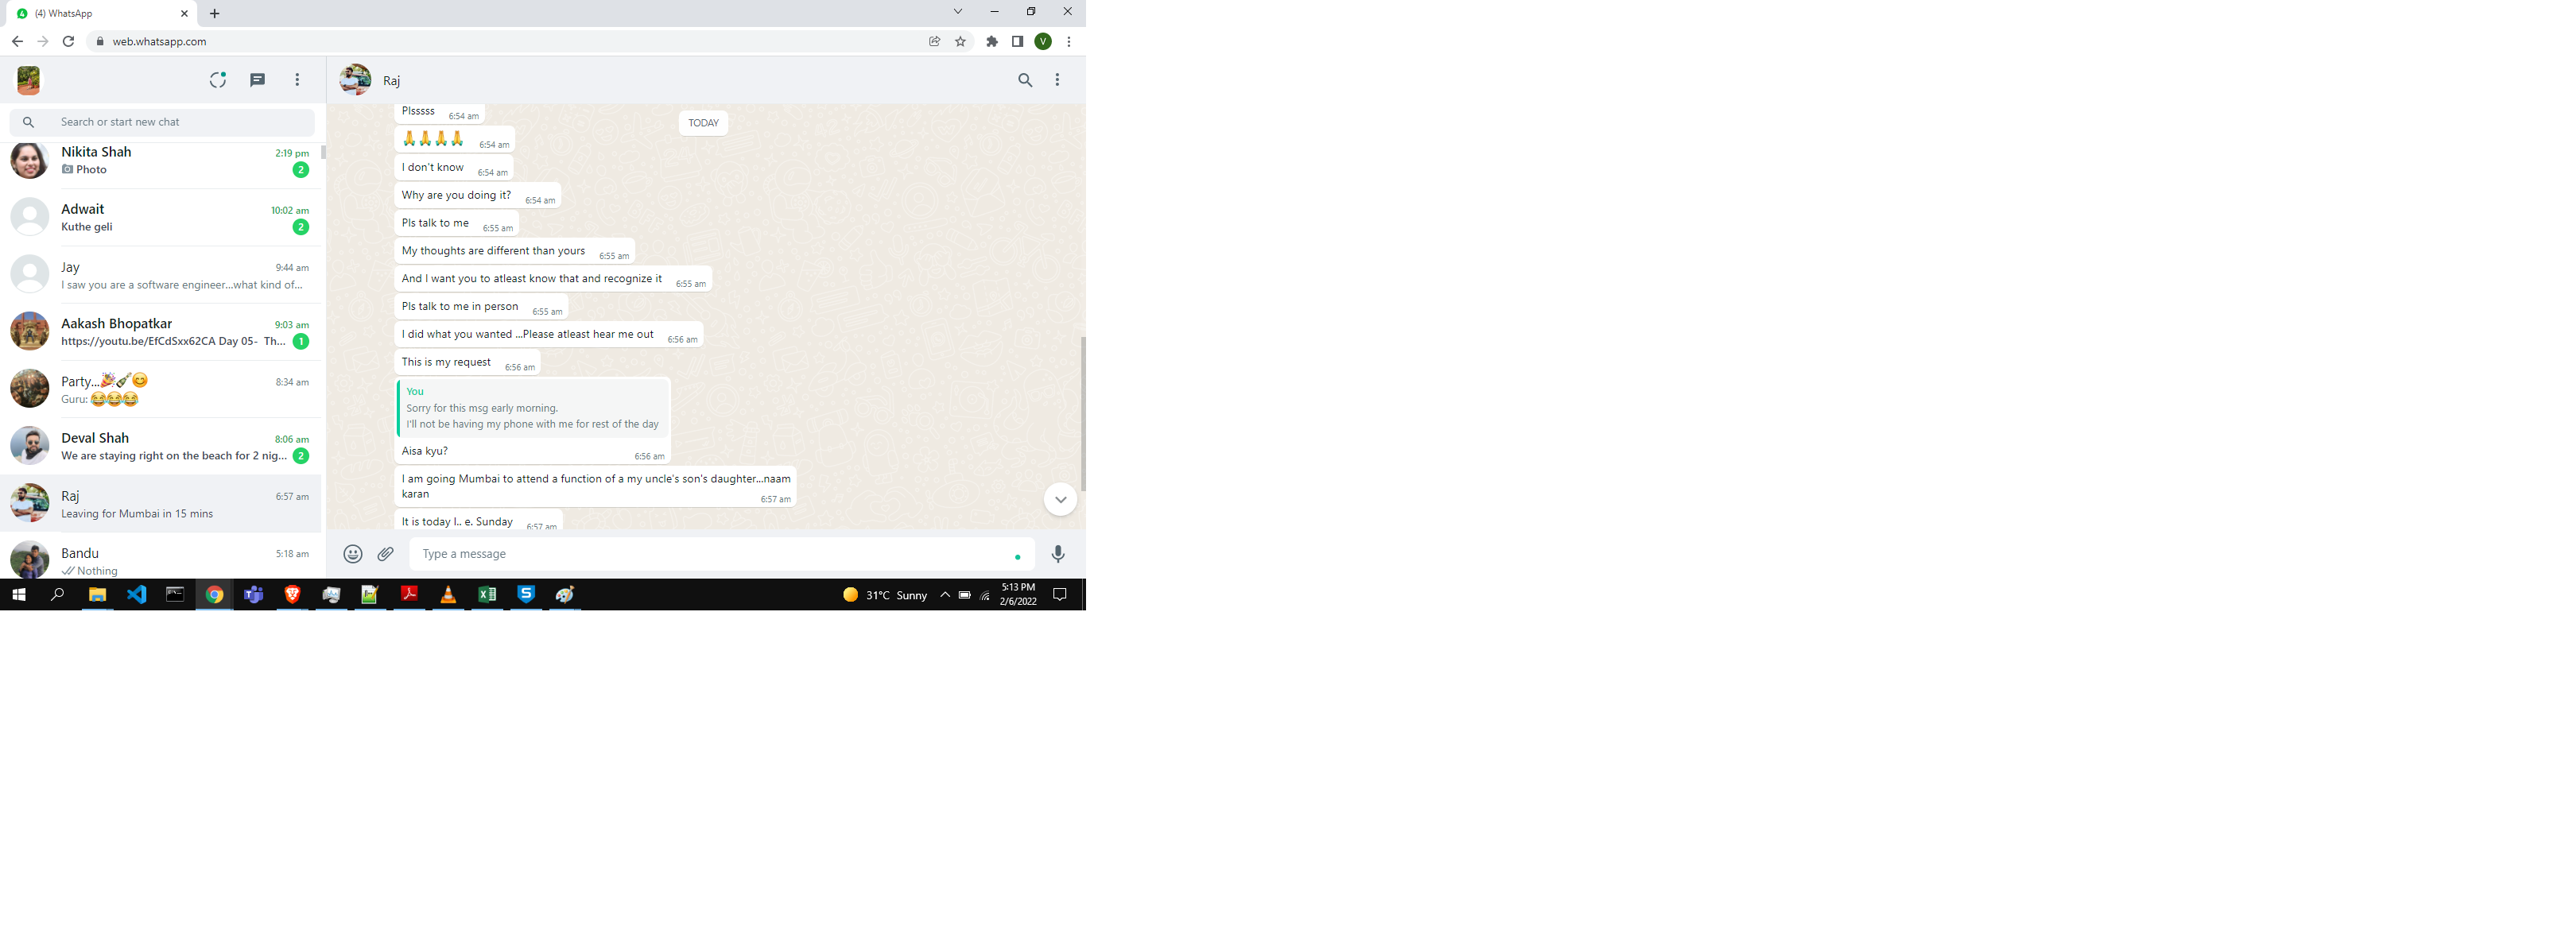 (4) WhatsApp
web.whatsapp.com
V
Search or start new chat
Nikita Shah 2:19 pm
Photo 2
Adwait 10:02 am
Kuthe geli 2
Jay 9:44 am
I saw you are a software engineer...what kind of...
Aakash Bhopatkar 9:03 am
https://youtu.be/EfCdSxx62CA Day 05- Th... 1
Party...🎉🍾😊 8:34 am
Guru: 😂😂😂
Deval Shah 8:06 am
We are staying right on the beach for 2 nig... 2
Raj 6:57 am
Leaving for Mumbai in 15 mins
Bandu 5:18 am
Nothing
Raj
TODAY
Plsssss 6:54 am
🙏🙏🙏🙏 6:54 am
I don't know 6:54 am
Why are you doing it? 6:54 am
Pls talk to me 6:55 am
My thoughts are different than yours 6:55 am
And I want you to atleast know that and recognize it 6:55 am
Pls talk to me in person 6:55 am
I did what you wanted ...Please atleast hear me out 6:56 am
This is my request 6:56 am
You
Sorry for this msg early morning.
I'll not be having my phone with me for rest of the day
Aisa kyu? 6:56 am
I am going Mumbai to attend a function of a my uncle's son's daughter...naam
karan 6:57 am
It is today I.. e. Sunday 6:57 am
Type a message
31°C Sunny
5:13 PM
2/6/2022